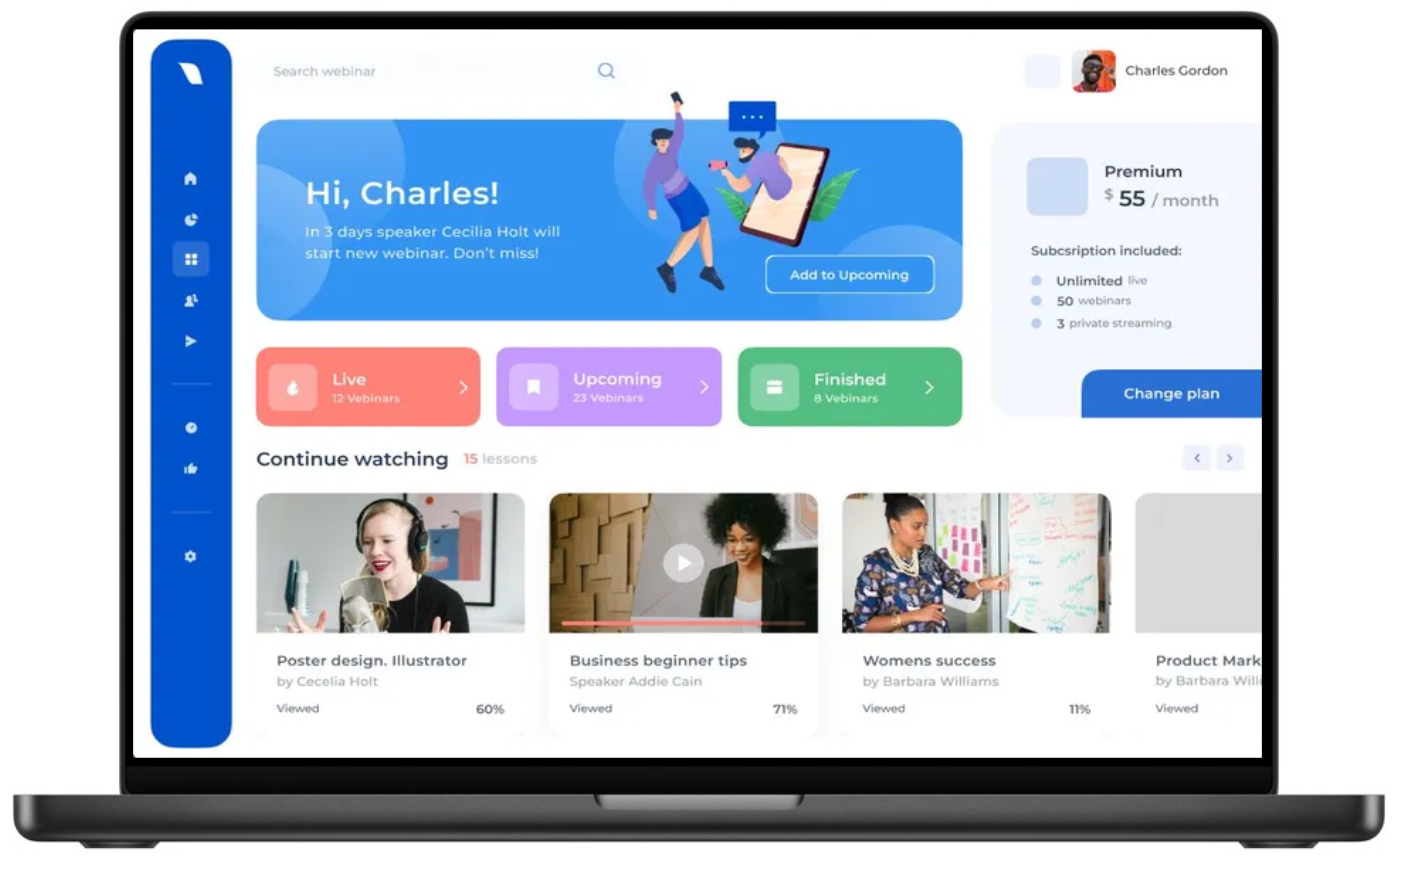 Search webinar
Charles Gordon
Hi, Charles!
In 3 days speaker Cecilia Holt will
start new webinar. Don't miss!
Add to Upcoming
Premium
$ 55 / month
Subcsription included:
Unlimited live
50 webinars
3 private streaming
Change plan
Live
12 Vebinars
Upcoming
23 Vebinars
Finished
8 Vebinars
Continue watching 15 lessons
Poster design. Illustrator
by Cecelia Holt
Viewed 60%
Business beginner tips
Speaker Addie Cain
Viewed 71%
Womens success
by Barbara Williams
Viewed 11%
Product Mark
by Barbara Will
Viewed